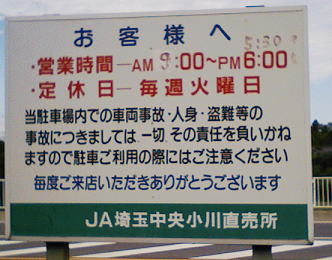 お客様へ
5:30
・営業時間―AM 9:00～PM 6:00
・定休日―毎週火曜日
当駐車場内での車両事故・人身・盗難等の
事故につきましては一切、その責任を負いかね
ますので駐車ご利用の際にはご注意ください
毎度ご来店いただきありがとうございます
JA埼玉中央小川直売所